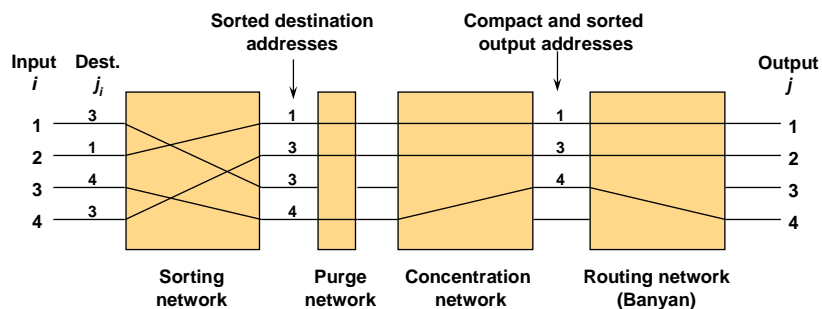 Sorted destination
addresses
Compact and sorted
output addresses
Input
i
Dest.
ji
Output
j
1 3 1 1 1
2 1 3 3 2
3 4 3 4 3
4 3 4 4
Sorting
network
Purge
network
Concentration
network
Routing network
(Banyan)